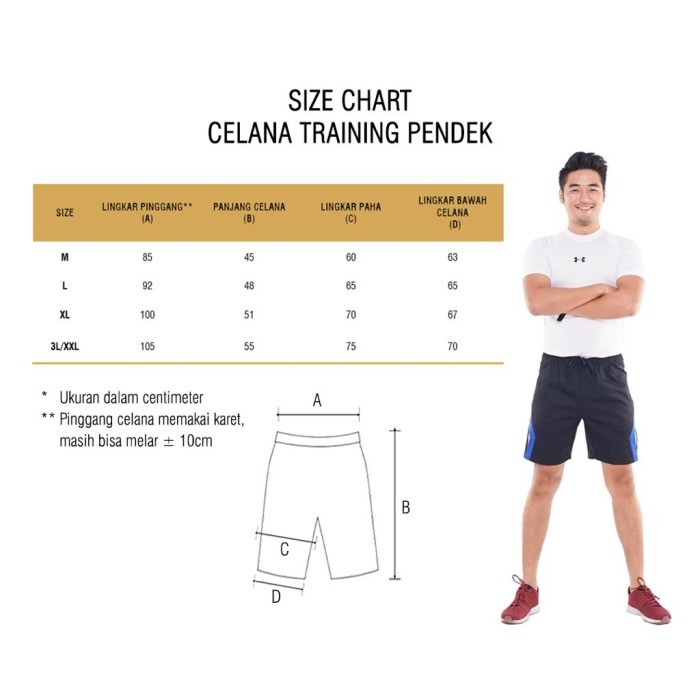 SIZE CHART
CELANA TRAINING PENDEK
SIZE LINGKAR PINGGANG** (A) PANJANG CELANA (B) LINGKAR PAHA (C) LINGKAR BAWAH CELANA (D)
M 85 45 60 63
L 92 48 65 65
XL 100 51 70 67
3L/XXL 105 55 75 70
* Ukuran dalam centimeter
** Pinggang celana memakai karet,
masih bisa melar ± 10cm
A
B
C
D